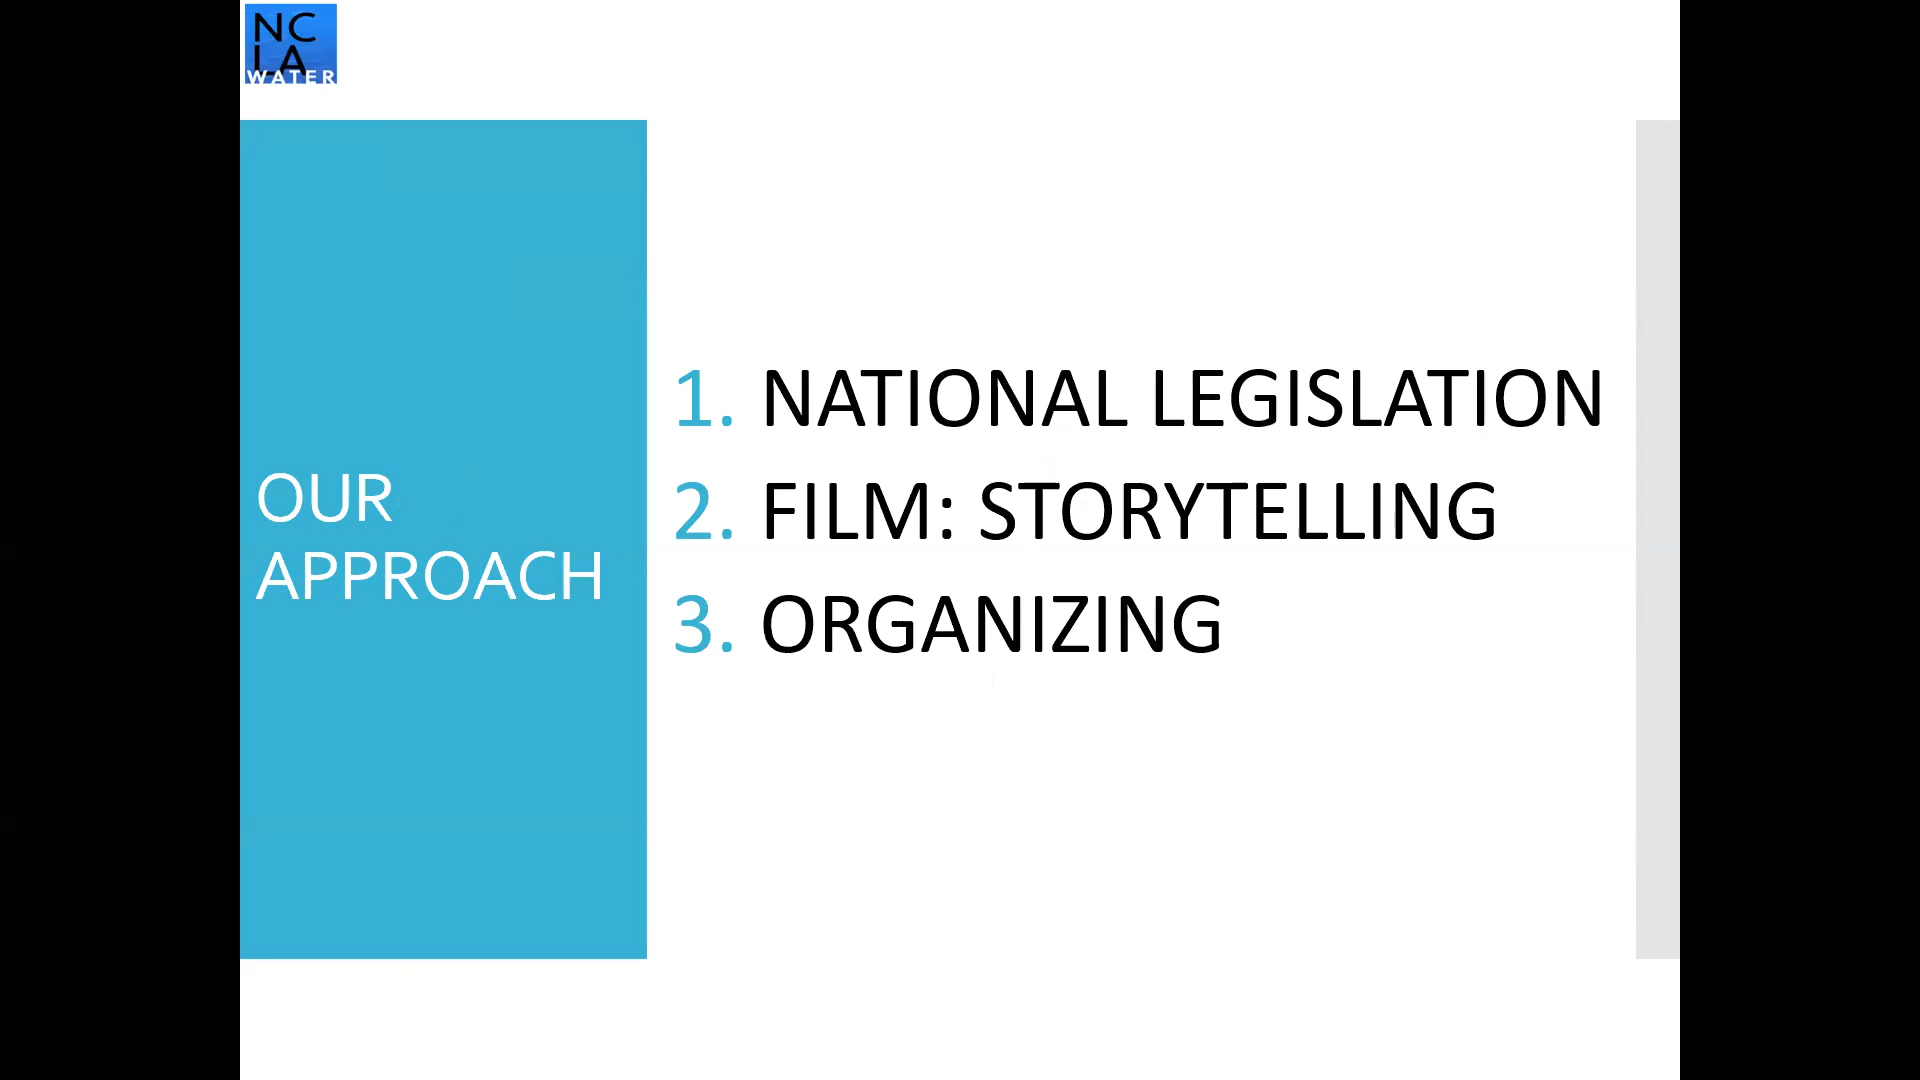 NC
LA
WATER
OUR
APPROACH
1. NATIONAL LEGISLATION
2. FILM: STORYTELLING
3. ORGANIZING